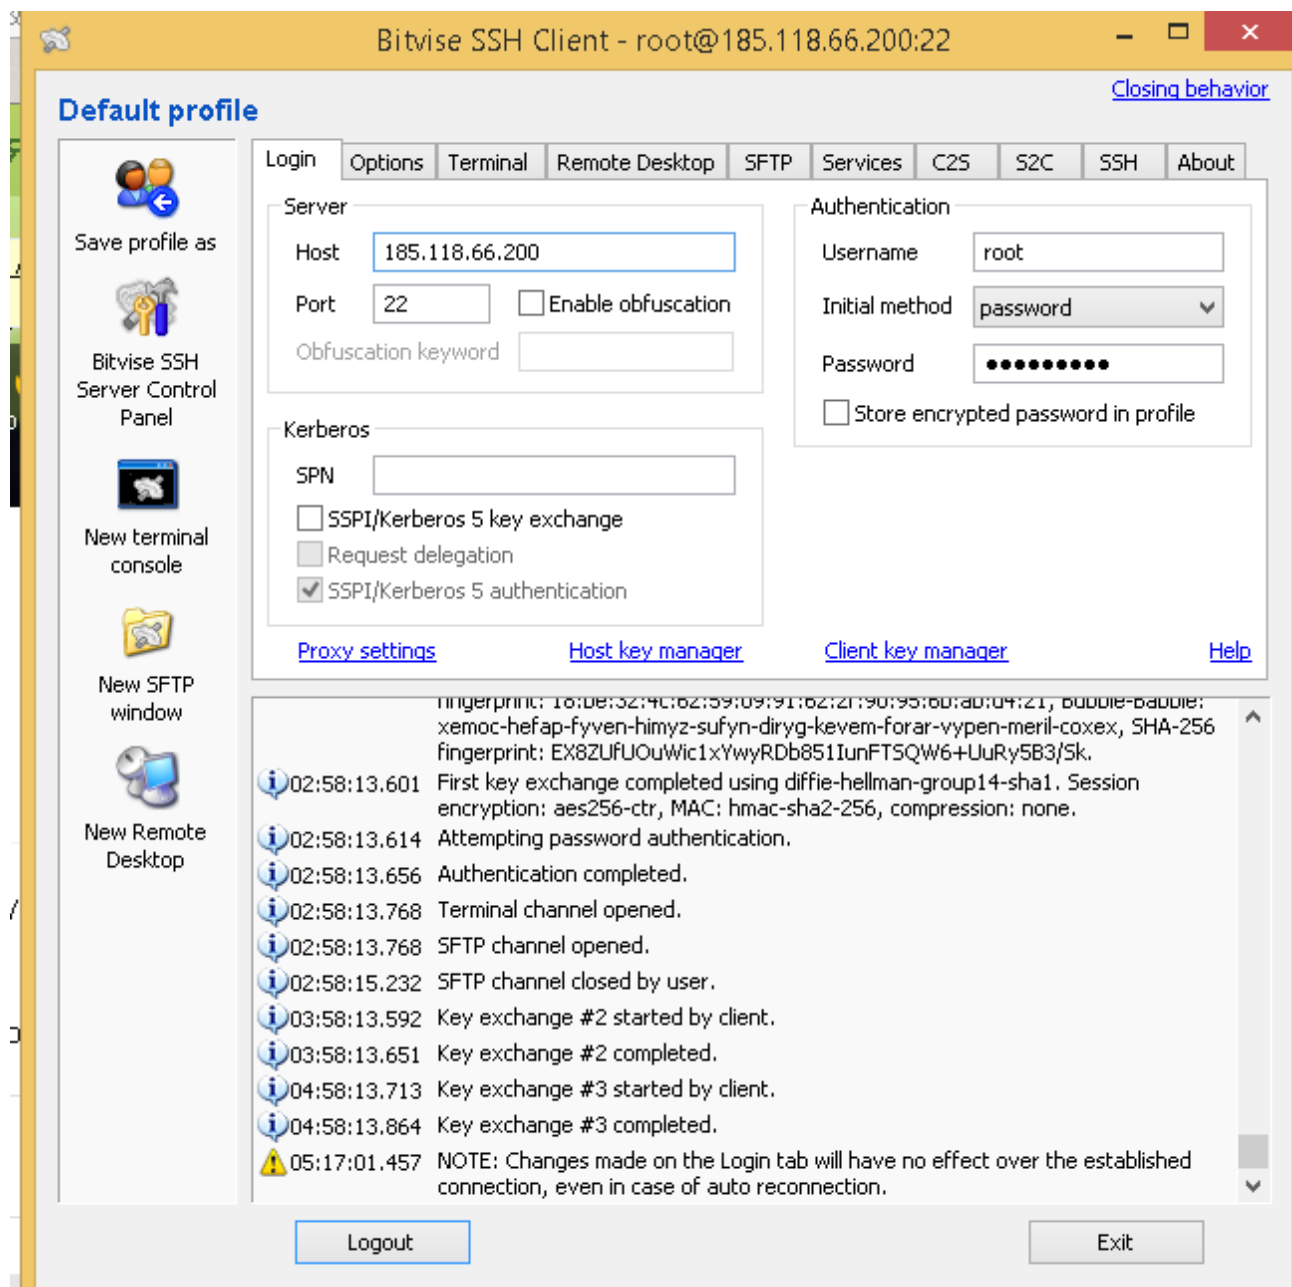 Bitvise SSH Client - root@185.118.66.200:22
Closing behavior
Default profile
Save profile as
Bitvise SSH
Server Control
Panel
New terminal
console
New SFTP
window
New Remote
Desktop
Login Options Terminal Remote Desktop SFTP Services C2S S2C SSH About
Server
Host 185.118.66.200
Port 22 Enable obfuscation
Obfuscation keyword
Authentication
Username root
Initial method password
Password ●●●●●●●●●
Store encrypted password in profile
Kerberos
SPN
SSPI/Kerberos 5 key exchange
Request delegation
SSPI/Kerberos 5 authentication
Proxy settings Host key manager Client key manager Help
xemoc-hefap-fyven-himyz-sufyn-diryg-kevem-forar-vypen-meril-coxex, SHA-256
fingerprint: EX8ZUfUOuWic1xYwyRDb851IunFTSQW6+UuRy5B3/Sk.
02:58:13.601 First key exchange completed using diffie-hellman-group14-sha1. Session
encryption: aes256-ctr, MAC: hmac-sha2-256, compression: none.
02:58:13.614 Attempting password authentication.
02:58:13.656 Authentication completed.
02:58:13.768 Terminal channel opened.
02:58:13.768 SFTP channel opened.
02:58:15.232 SFTP channel closed by user.
03:58:13.592 Key exchange #2 started by client.
03:58:13.651 Key exchange #2 completed.
04:58:13.713 Key exchange #3 started by client.
04:58:13.864 Key exchange #3 completed.
05:17:01.457 NOTE: Changes made on the Login tab will have no effect over the established
connection, even in case of auto reconnection.
Logout Exit